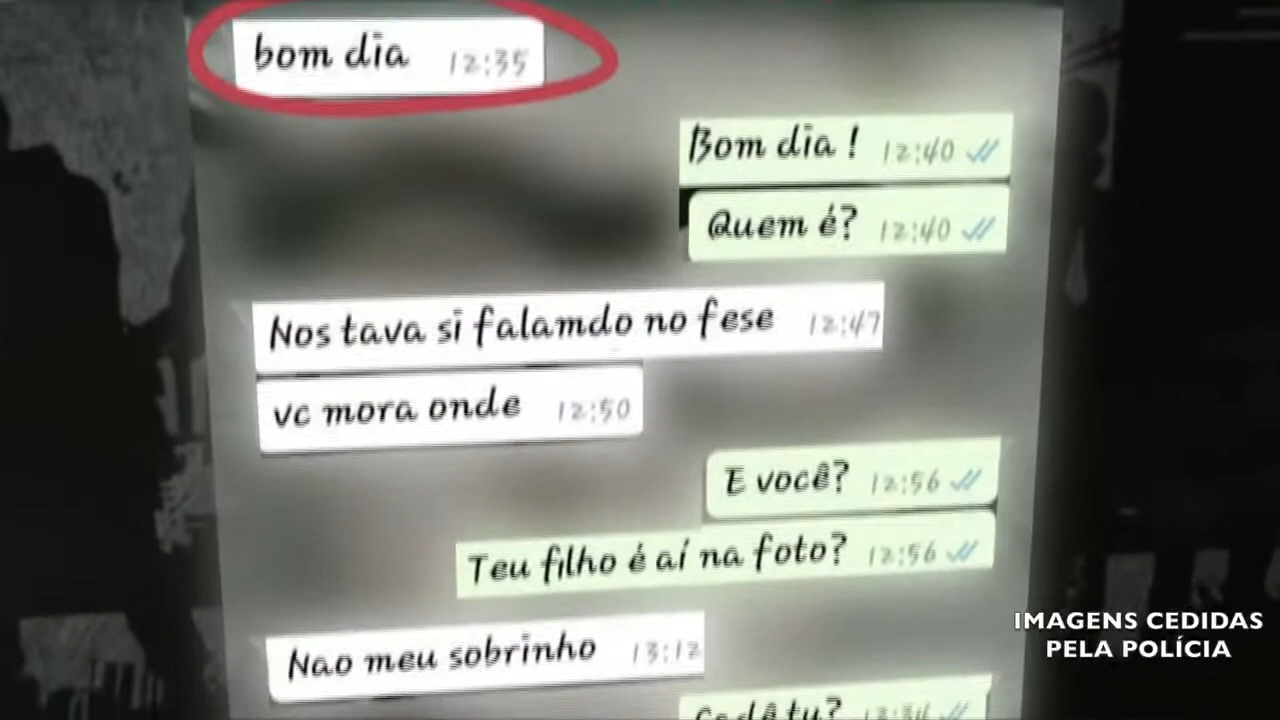 bom dia 12:35
Bom dia ! 12:40
Quem é? 12:40
Nos tava si falamdo no fese 12:47
vc mora onde 12:50
E você? 12:56
Teu filho é aí na foto? 12:56
Nao meu sobrinho 13:12
Cadê tu?
IMAGENS CEDIDAS
PELA POLÍCIA